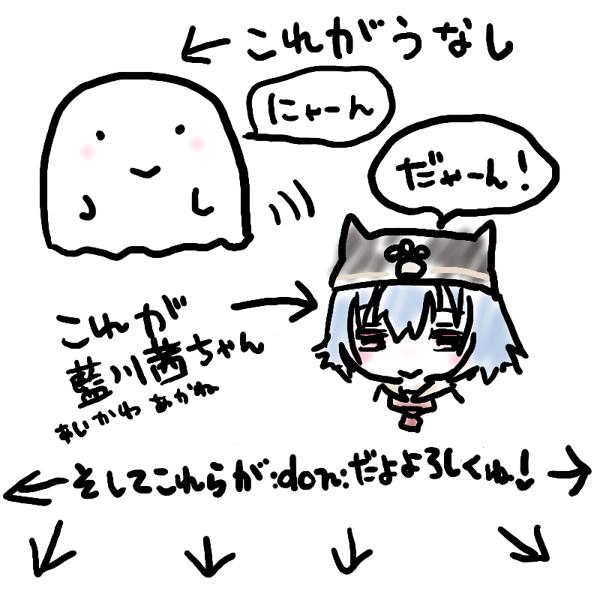 これがうなし
にゃーん
だゃーん!
これが
藍川茜ちゃん
あいかわ あかね
そしてこれらが:don:だよよろしくね!